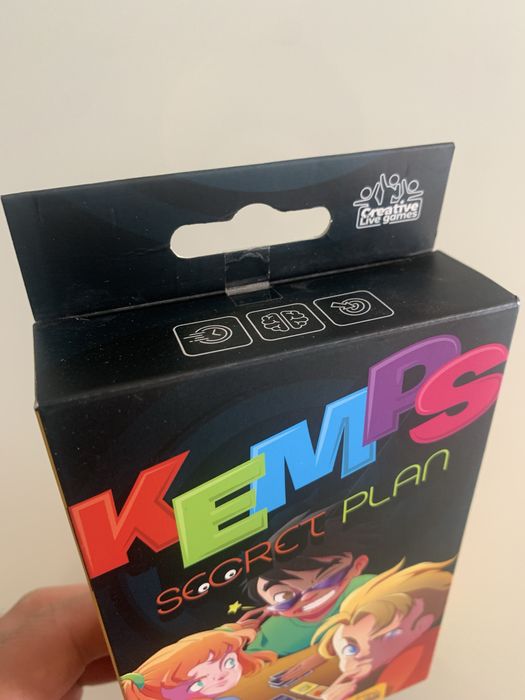 Creative
Live games
KEMPS
SECRET PLAN